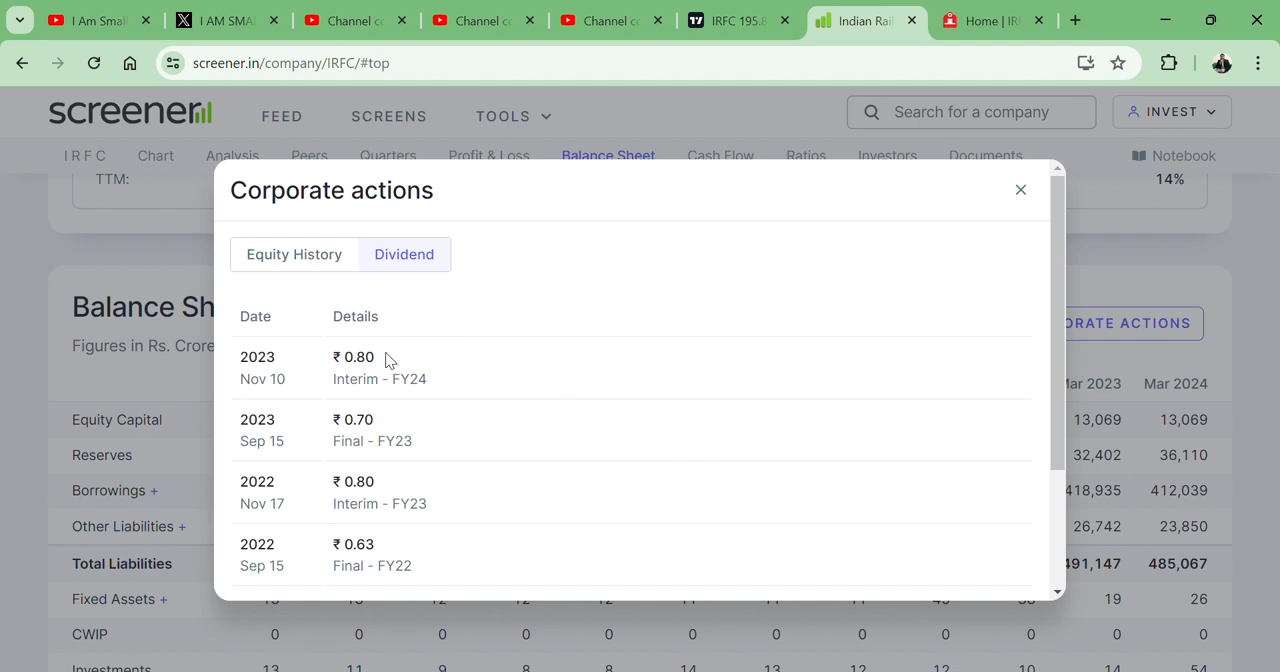 I Am Smal
I AM SMA
Channel c
Channel c
Channel c
IRFC 195.8
Indian Rail
Home | IR
screener.in/company/IRFC/#top
screener
FEED
SCREENS
TOOLS
Search for a company
INVEST
I R F C Chart Analysis Peers Quarters Profit & Loss Balance Sheet Cash Flow Ratios Investors Documents Notebook
TTM: 14%
Corporate actions
Equity History Dividend
Date Details
2023 ₹ 0.80
Nov 10 Interim - FY24
2023 ₹ 0.70
Sep 15 Final - FY23
2022 ₹ 0.80
Nov 17 Interim - FY23
2022 ₹ 0.63
Sep 15 Final - FY22
Balance Sh
Figures in Rs. Crore
ORATE ACTIONS
Mar 2023 Mar 2024
Equity Capital 13,069 13,069
Reserves 32,402 36,110
Borrowings + 418,935 412,039
Other Liabilities + 26,742 23,850
Total Liabilities 491,147 485,067
Fixed Assets + 19 26
CWIP 0 0 0 0 0 0 0 0 0 0 0 0
Investments 13 11 9 8 8 14 13 12 12 10 14 54